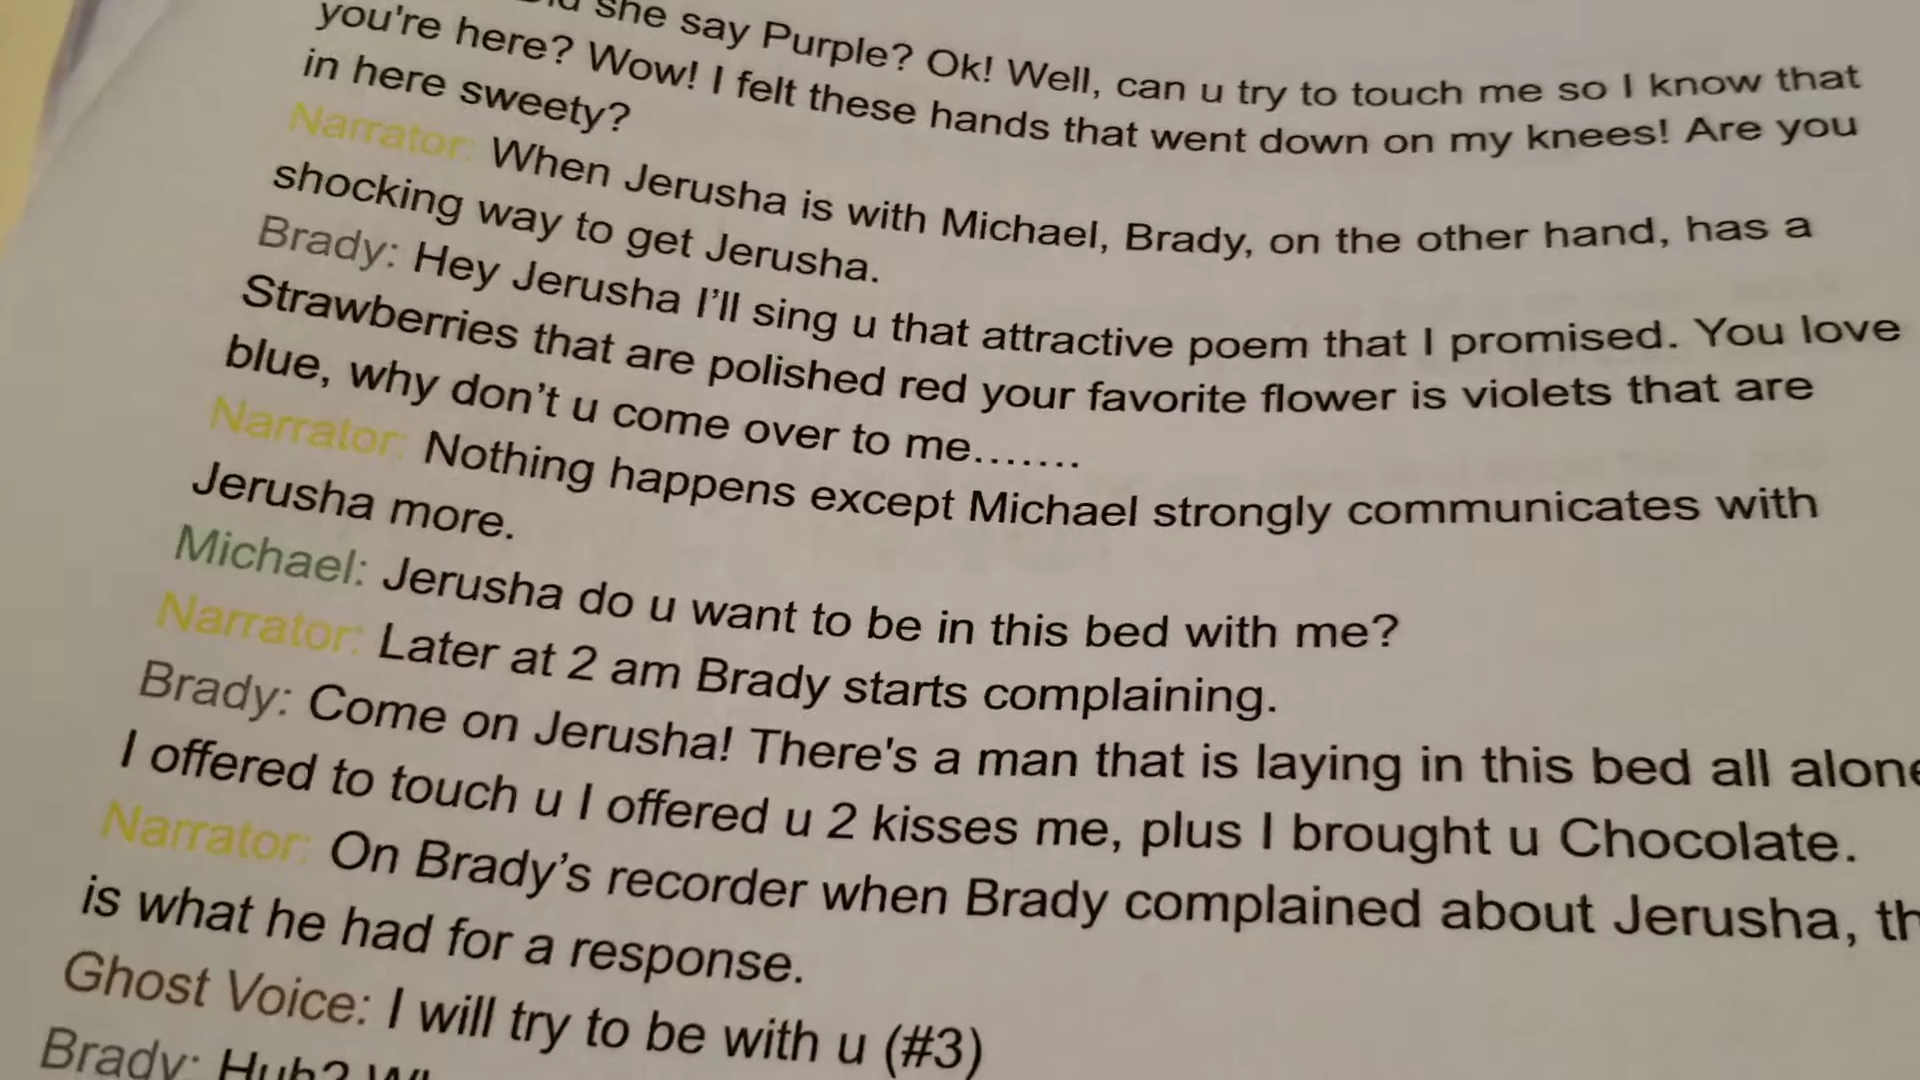 she say Purple? Ok! Well, can u try to touch me so I know that
you're here? Wow! I felt these hands that went down on my knees! Are you
in here sweety?
Narrator: When Jerusha is with Michael, Brady, on the other hand, has a
shocking way to get Jerusha.
Brady: Hey Jerusha I’ll sing u that attractive poem that I promised. You love
Strawberries that are polished red your favorite flower is violets that are
blue, why don’t u come over to me.......
Narrator: Nothing happens except Michael strongly communicates with
Jerusha more.
Michael: Jerusha do u want to be in this bed with me?
Narrator: Later at 2 am Brady starts complaining.
Brady: Come on Jerusha! There's a man that is laying in this bed all alone
I offered to touch u I offered u 2 kisses me, plus I brought u Chocolate.
Narrator: On Brady’s recorder when Brady complained about Jerusha,
is what he had for a response.
Ghost Voice: I will try to be with u (#3)
Brady: Huh?